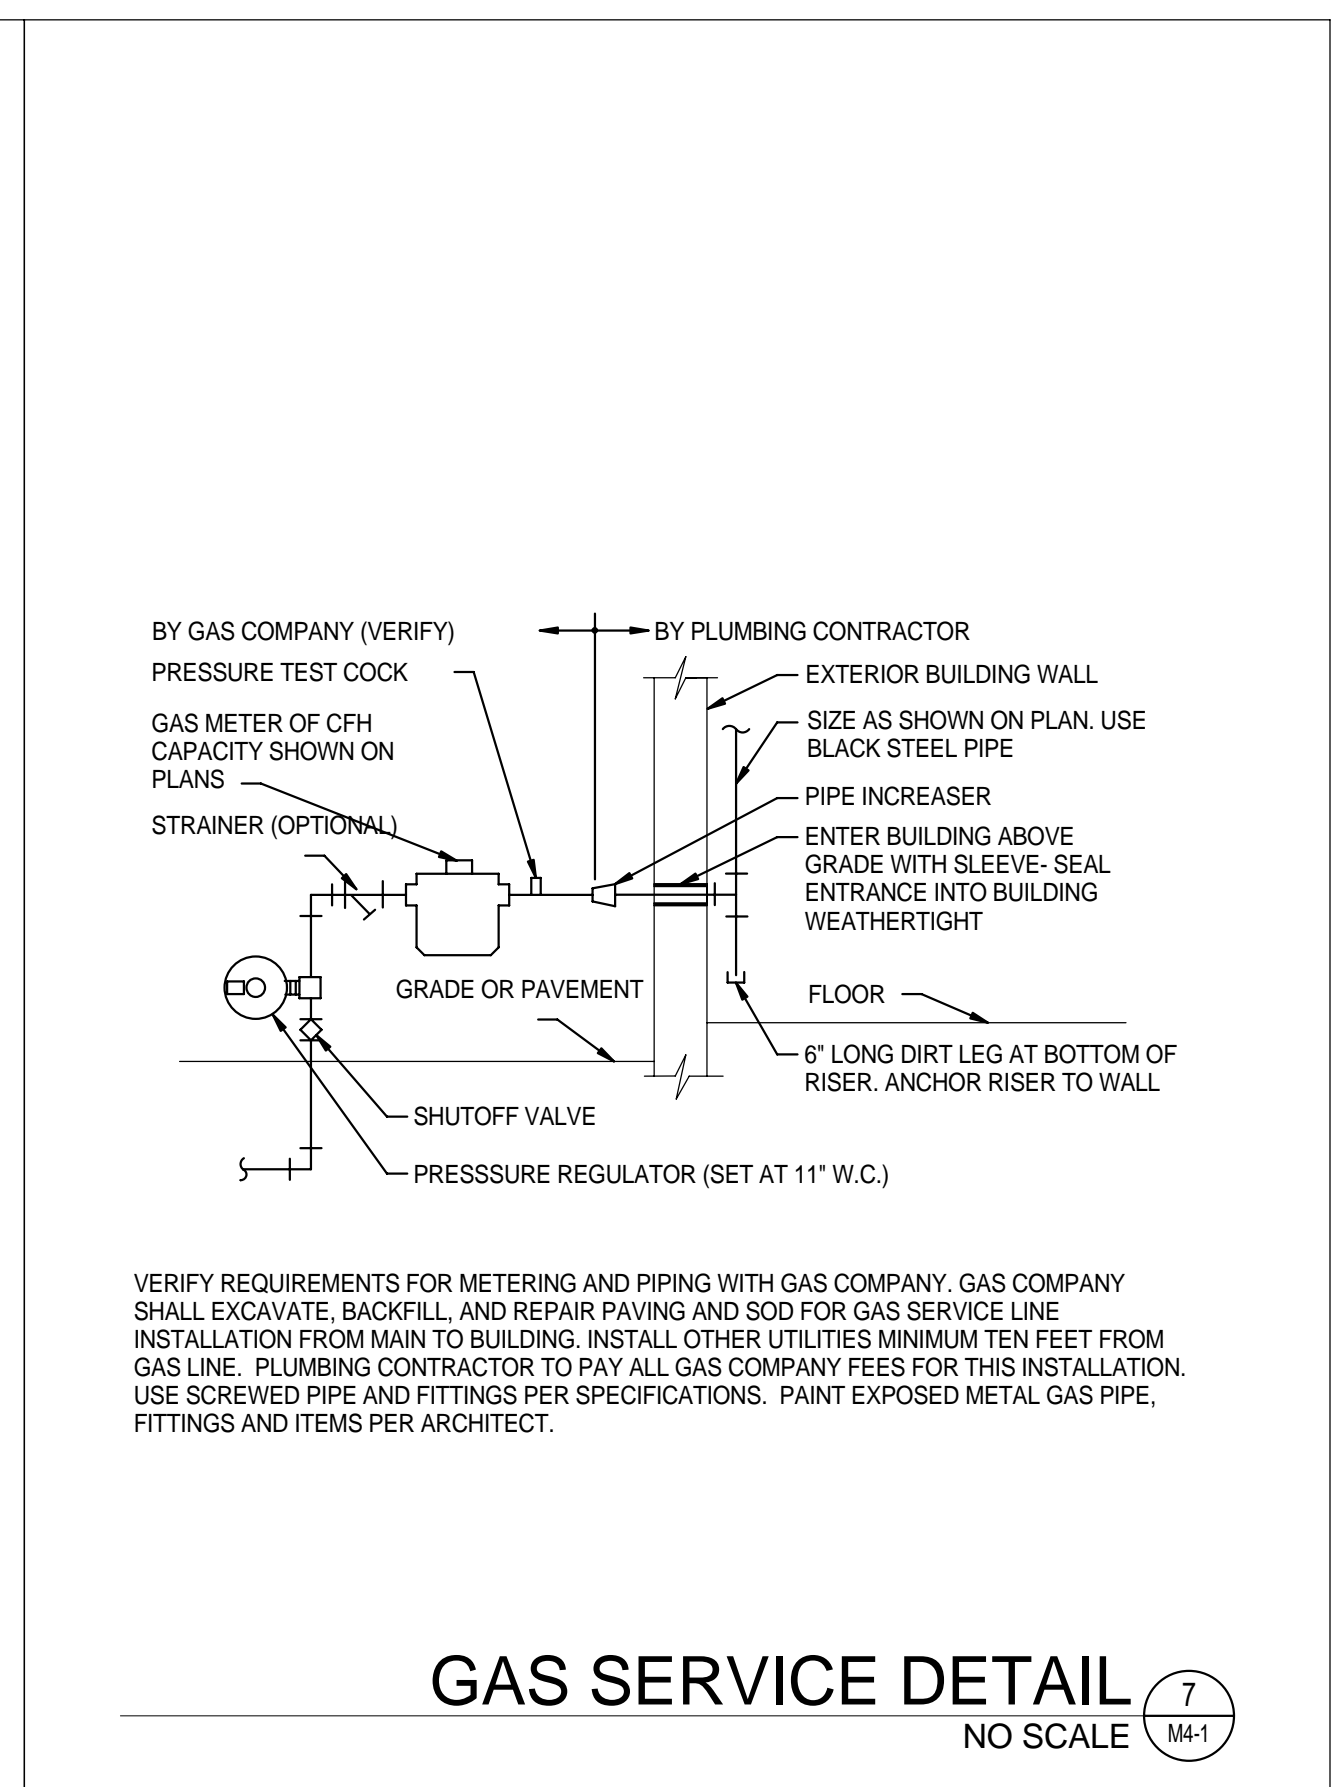 BY GAS COMPANY (VERIFY)
BY PLUMBING CONTRACTOR
PRESSURE TEST COCK
GAS METER OF CFH
CAPACITY SHOWN ON
PLANS
STRAINER (OPTIONAL)
EXTERIOR BUILDING WALL
SIZE AS SHOWN ON PLAN. USE
BLACK STEEL PIPE
PIPE INCREASER
ENTER BUILDING ABOVE
GRADE WITH SLEEVE- SEAL
ENTRANCE INTO BUILDING
WEATHERTIGHT
GRADE OR PAVEMENT
FLOOR
6" LONG DIRT LEG AT BOTTOM OF
RISER. ANCHOR RISER TO WALL
SHUTOFF VALVE
PRESSSURE REGULATOR (SET AT 11" W.C.)
VERIFY REQUIREMENTS FOR METERING AND PIPING WITH GAS COMPANY. GAS COMPANY
SHALL EXCAVATE, BACKFILL, AND REPAIR PAVING AND SOD FOR GAS SERVICE LINE
INSTALLATION FROM MAIN TO BUILDING. INSTALL OTHER UTILITIES MINIMUM TEN FEET FROM
GAS LINE.  PLUMBING CONTRACTOR TO PAY ALL GAS COMPANY FEES FOR THIS INSTALLATION.
USE SCREWED PIPE AND FITTINGS PER SPECIFICATIONS.  PAINT EXPOSED METAL GAS PIPE,
FITTINGS AND ITEMS PER ARCHITECT.
GAS SERVICE DETAIL
NO SCALE
7
M4-1